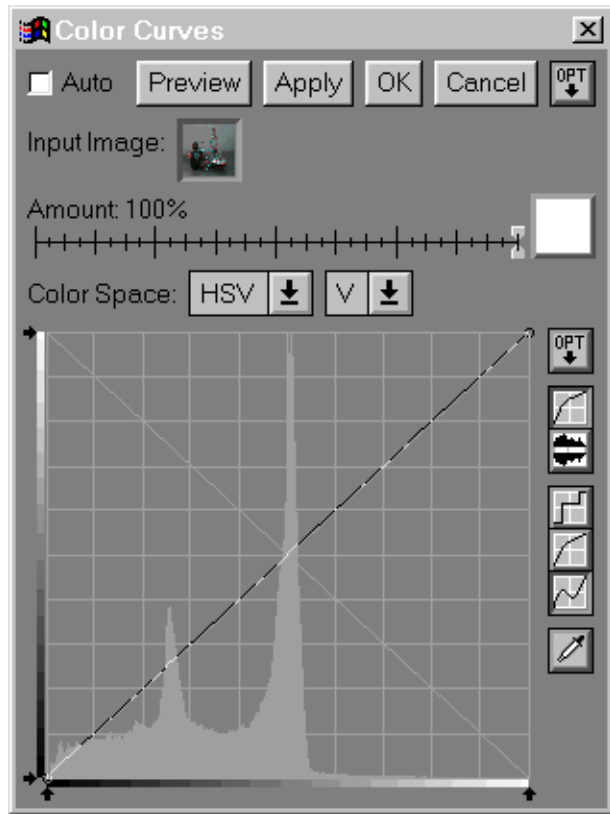 Color Curves
Auto Preview Apply OK Cancel OPT
Input Image:
Amount: 100%
Color Space: HSV V
OPT